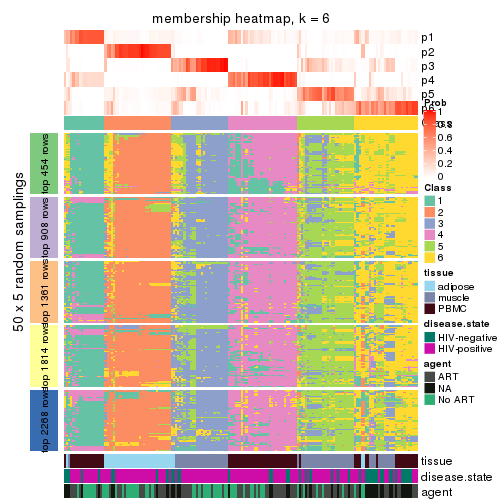 membership heatmap, k = 6
p1
p2
p3
p4
p5
p6
Prob
1
0.8
0.6
0.4
0.2
0
Class
1
2
3
4
5
6
tissue
adipose
muscle
PBMC
disease.state
HIV-negative
HIV-positive
agent
ART
NA
No ART
50 x 5 random samplings
top 454 rows
top 908 rows
top 1361 rows
top 1814 rows
top 2268 rows
tissue
disease.state
agent